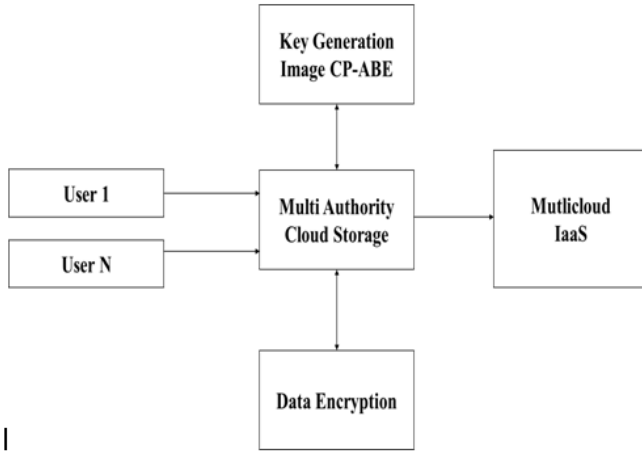 Key Generation
Image CP-ABE
User 1
Multi Authority
Cloud Storage
Mutlicloud
IaaS
User N
Data Encryption